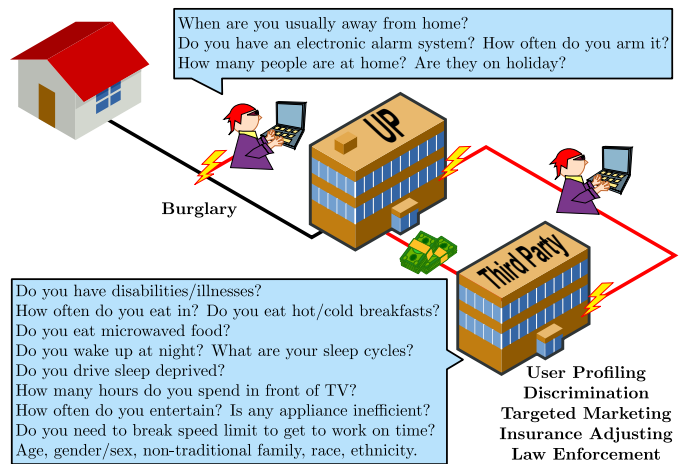 When are you usually away from home?
Do you have an electronic alarm system? How often do you arm it?
How many people are at home? Are they on holiday?
UP
Burglary
Third Party
Do you have disabilities/illnesses?
How often do you eat in? Do you eat hot/cold breakfasts?
Do you eat microwaved food?
Do you wake up at night? What are your sleep cycles?
Do you drive sleep deprived?
How many hours do you spend in front of TV?
How often do you entertain? Is any appliance inefficient?
Do you need to break speed limit to get to work on time?
Age, gender/sex, non-traditional family, race, ethnicity.
User Profiling
Discrimination
Targeted Marketing
Insurance Adjusting
Law Enforcement